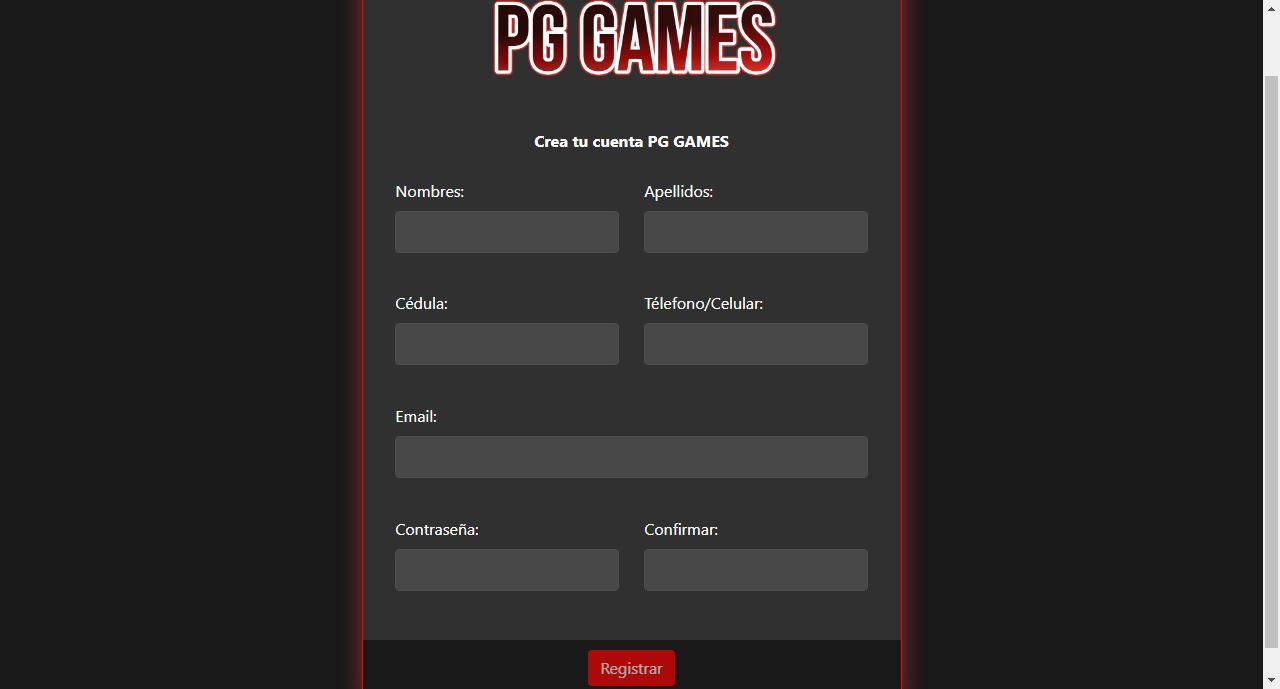 PG GAMES
Crea tu cuenta PG GAMES
Nombres: Apellidos:
Cédula: Télefono/Celular:
Email:
Contraseña: Confirmar:
Registrar